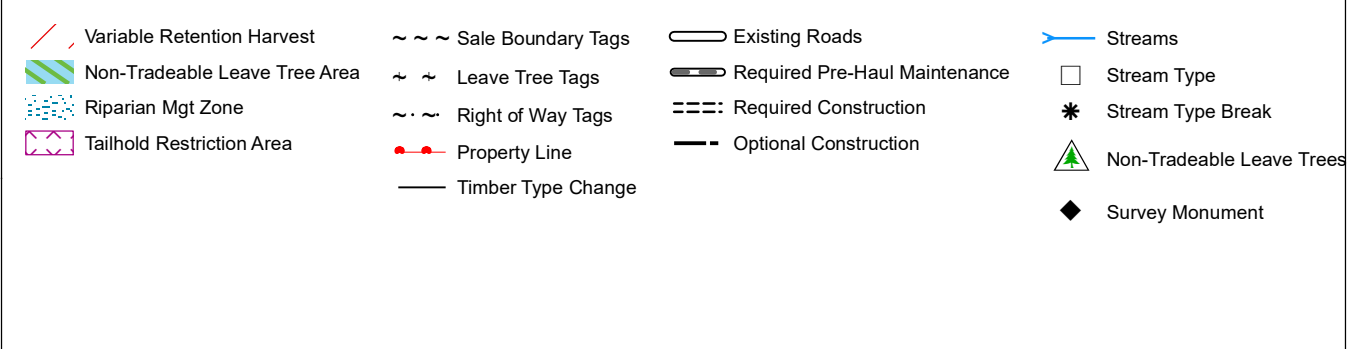 Variable Retention Harvest
Non-Tradeable Leave Tree Area
Riparian Mgt Zone
Tailhold Restriction Area
Sale Boundary Tags
Leave Tree Tags
Right of Way Tags
Property Line
Timber Type Change
Existing Roads
Required Pre-Haul Maintenance
Required Construction
Optional Construction
Streams
Stream Type
Stream Type Break
Non-Tradeable Leave Trees
Survey Monument